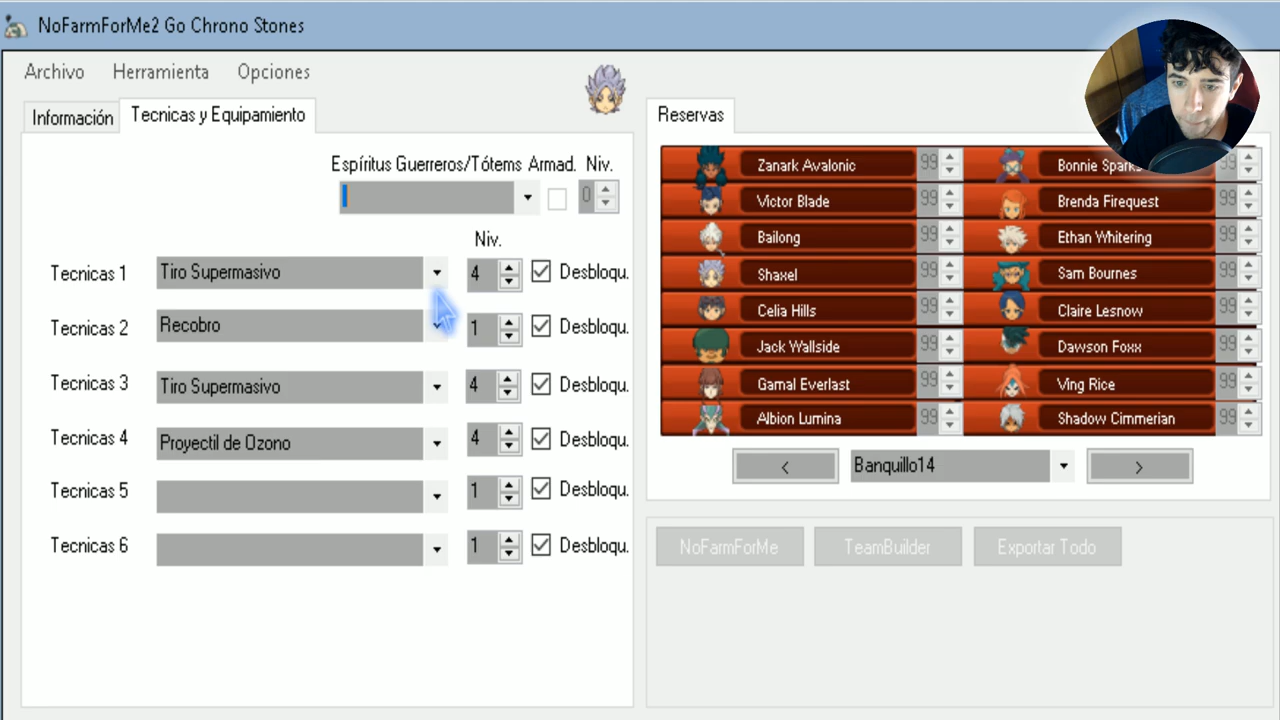 NoFarmForMe2 Go Chrono Stones
Archivo Herramienta Opciones
Información Tecnicas y Equipamiento
Espíritus Guerreros/Tótems Armad. Niv.
0
Niv.
Tecnicas 1 Tiro Supermasivo 4 Desbloqu.
Tecnicas 2 Recobro 1 Desbloqu.
Tecnicas 3 Tiro Supermasivo 4 Desbloqu.
Tecnicas 4 Proyectil de Ozono 4 Desbloqu.
Tecnicas 5 1 Desbloqu.
Tecnicas 6 1 Desbloqu.
Reservas
Zanark Avalonic 99 Bonnie 99
Victor Blade 99 Brenda Firequest 99
Bailong 99 Ethan Whitering 99
Shaxel 99 Sam Bournes 99
Celia Hills 99 Claire Lesnow 99
Jack Wallside 99 Dawson Foxx 99
Gamal Everlast 99 Ving Rice 99
Albion Lumina 99 Shadow Cimmerian 99
< Banquillo14 >
NoFarmForMe TeamBuilder Exportar Todo